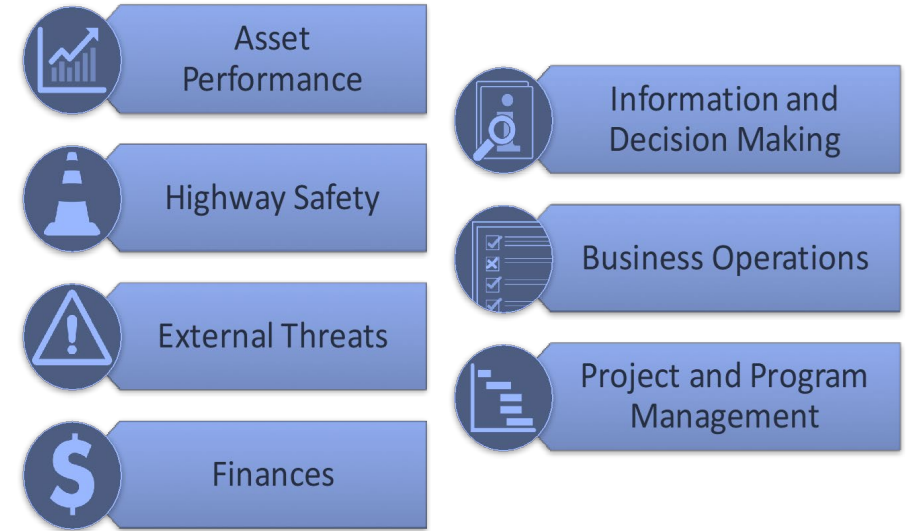 Asset
Performance
Highway Safety
External Threats
Finances
Information and
Decision Making
Business Operations
Project and Program
Management